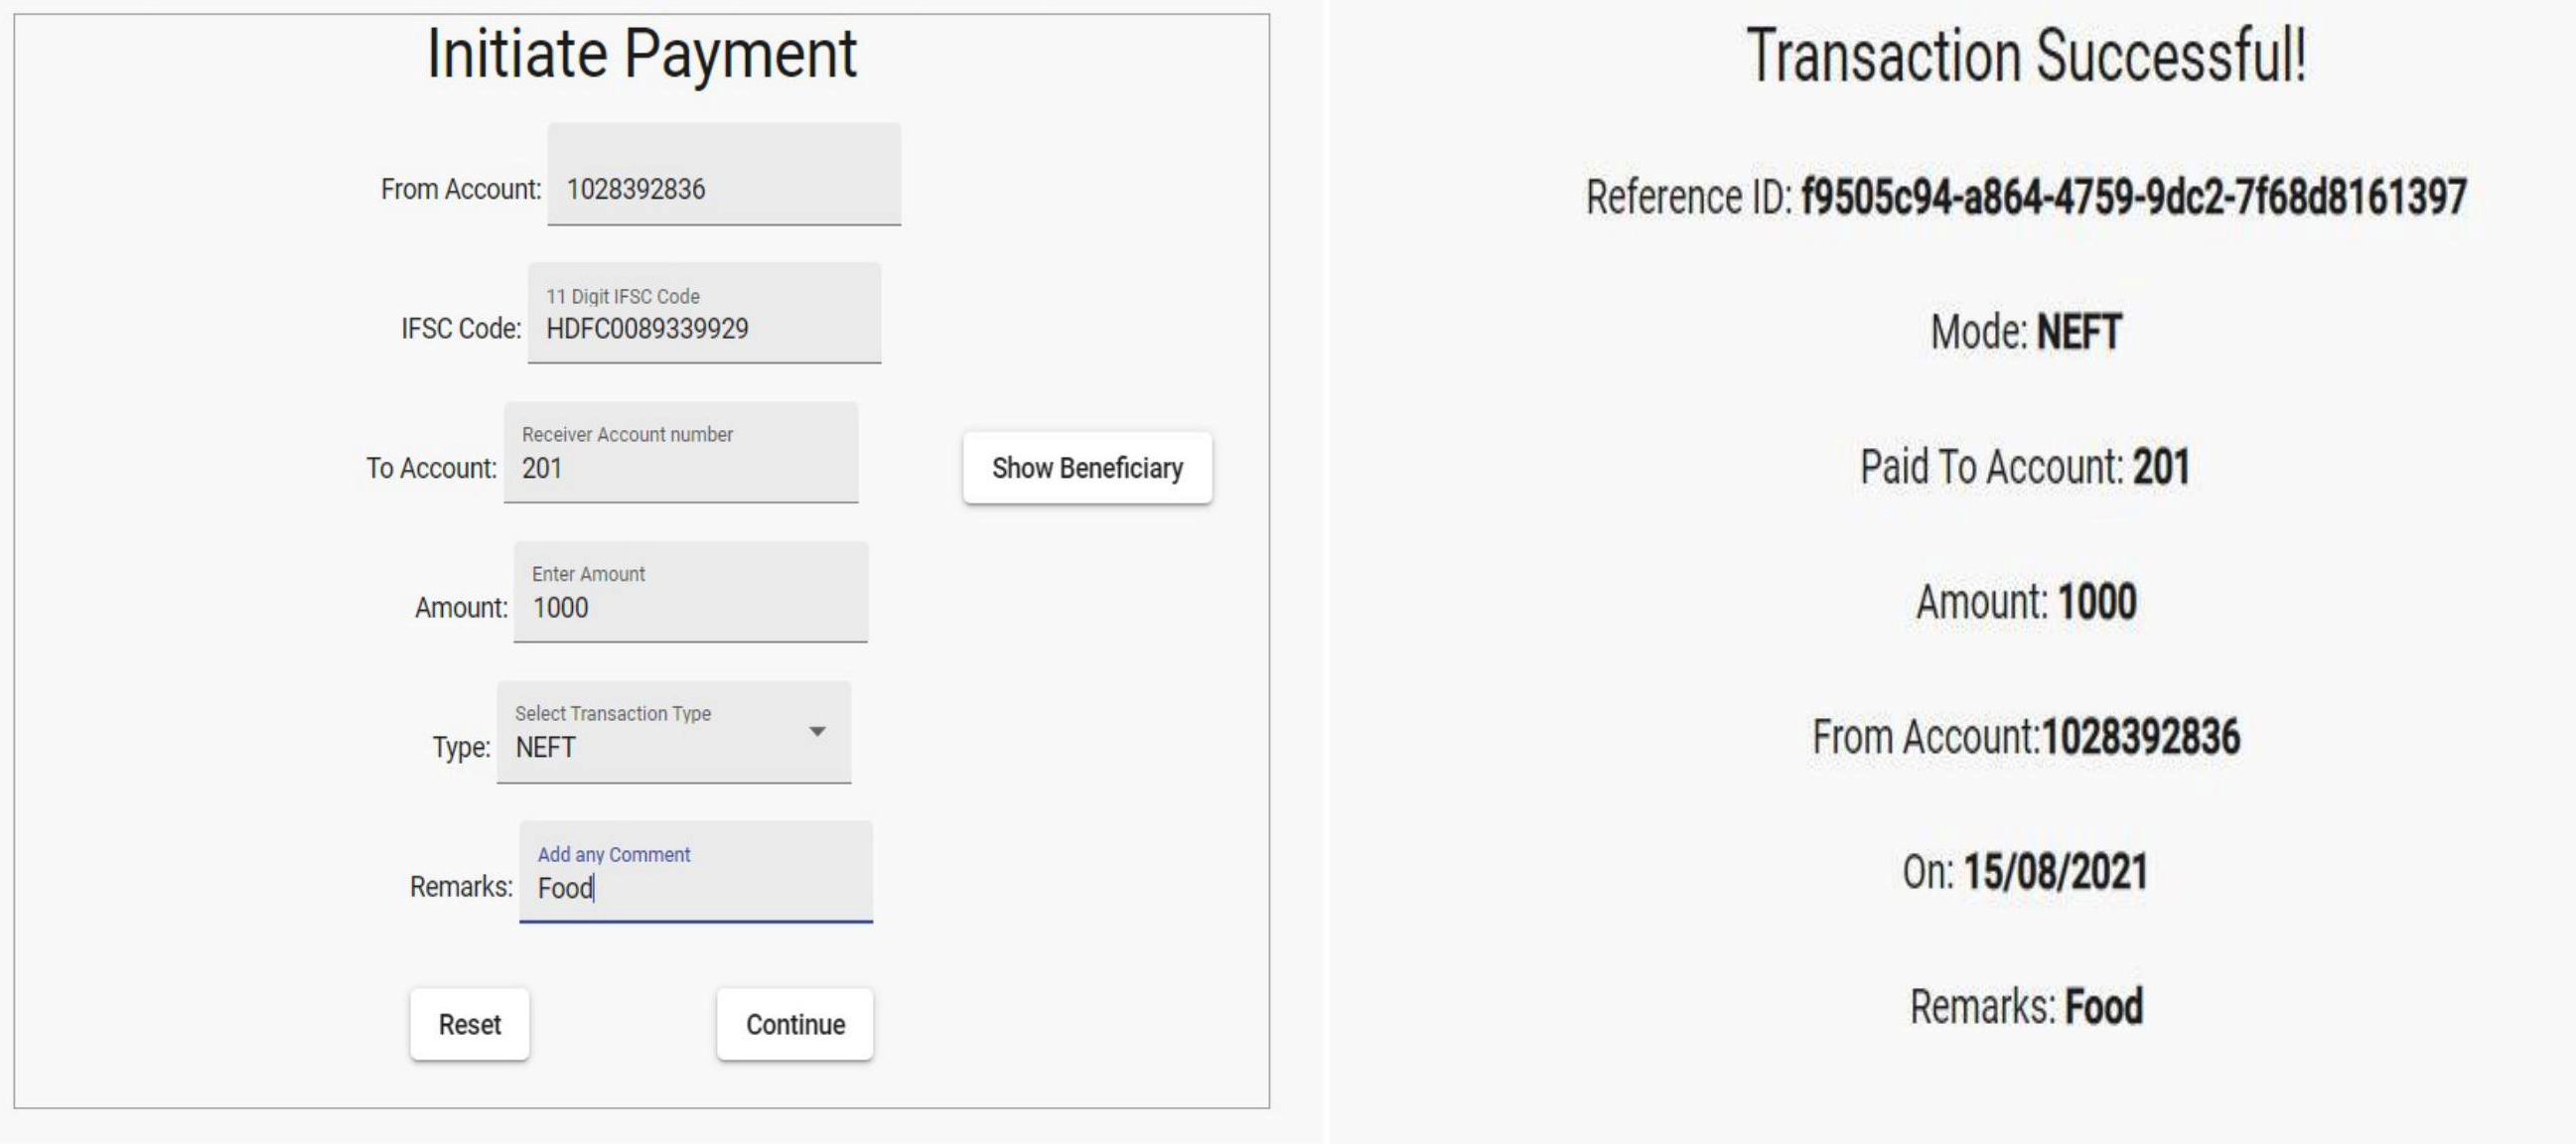 Initiate Payment
From Account: 1028392836
11 Digit IFSC Code
IFSC Code: HDFC0089339929
Receiver Account number
To Account: 201
Show Beneficiary
Enter Amount
Amount: 1000
Select Transaction Type
Type: NEFT
Add any Comment
Remarks: Food
Reset Continue
Transaction Successful!
Reference ID: f9505c94-a864-4759-9dc2-7f68d8161397
Mode: NEFT
Paid To Account: 201
Amount: 1000
From Account:1028392836
On: 15/08/2021
Remarks: Food